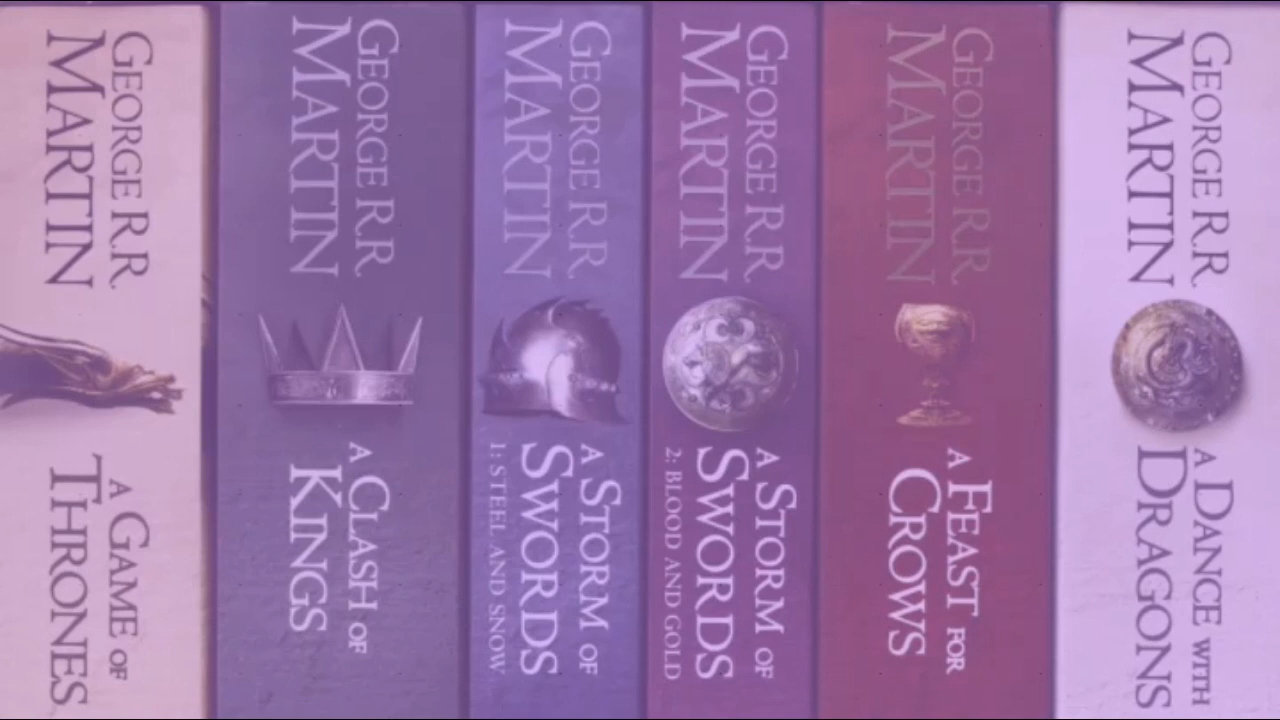 GEORGE R.R.
MARTIN
A GAME OF
THRONES
GEORGE R.R.
MARTIN
A CLASH OF
KINGS
GEORGE R.R.
MARTIN
A STORM OF
SWORDS
1: STEEL AND SNOW
GEORGE R.R.
MARTIN
A STORM OF
SWORDS
2: BLOOD AND GOLD
GEORGE R.R.
MARTIN
A FEAST FOR
CROWS
GEORGE R.R.
MARTIN
A DANCE WITH
DRAGONS